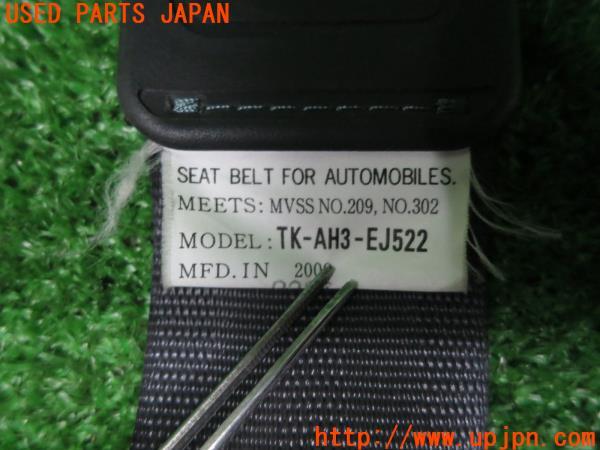 USED PARTS JAPAN
SEAT BELT FOR AUTOMOBILES.
MEETS: MVSS NO.209, NO.302
MODEL: TK-AH3-EJ522
MFD. IN
http://www.upjpn.com